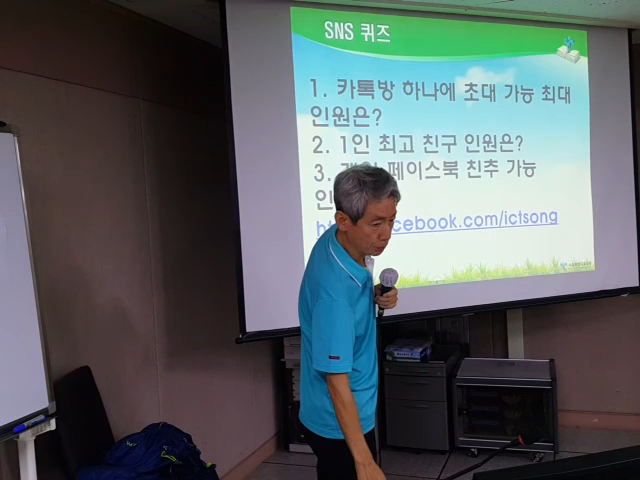 SNS 퀴즈
1. 카톡방 하나에 초대 가능 최대
인원은?
2. 1인 최고 친구 인원은?
3. 페이스북 친추 가능
인
cebook.com/ictsong